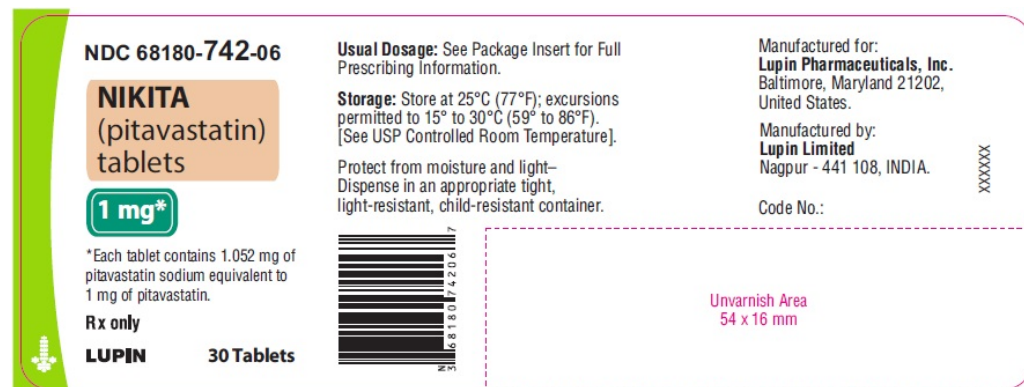 NDC 68180-742-06
NIKITA
(pitavastatin)
tablets
1 mg*
*Each tablet contains 1.052 mg of
pitavastatin sodium equivalent to
1 mg of pitavastatin.
Rx only
LUPIN
30 Tablets
Usual Dosage: See Package Insert for Full
Prescribing Information.
Storage: Store at 25°C (77°F); excursions
permitted to 15° to 30°C (59° to 86°F).
[See USP Controlled Room Temperature].
Protect from moisture and light–
Dispense in an appropriate tight,
light-resistant, child-resistant container.
N
3 68180 74206 7
Manufactured for:
Lupin Pharmaceuticals, Inc.
Baltimore, Maryland 21202,
United States.
Manufactured by:
Lupin Limited
Nagpur - 441 108, INDIA.
Code No.:
XXXXXX
Unvarnish Area
54 x 16 mm